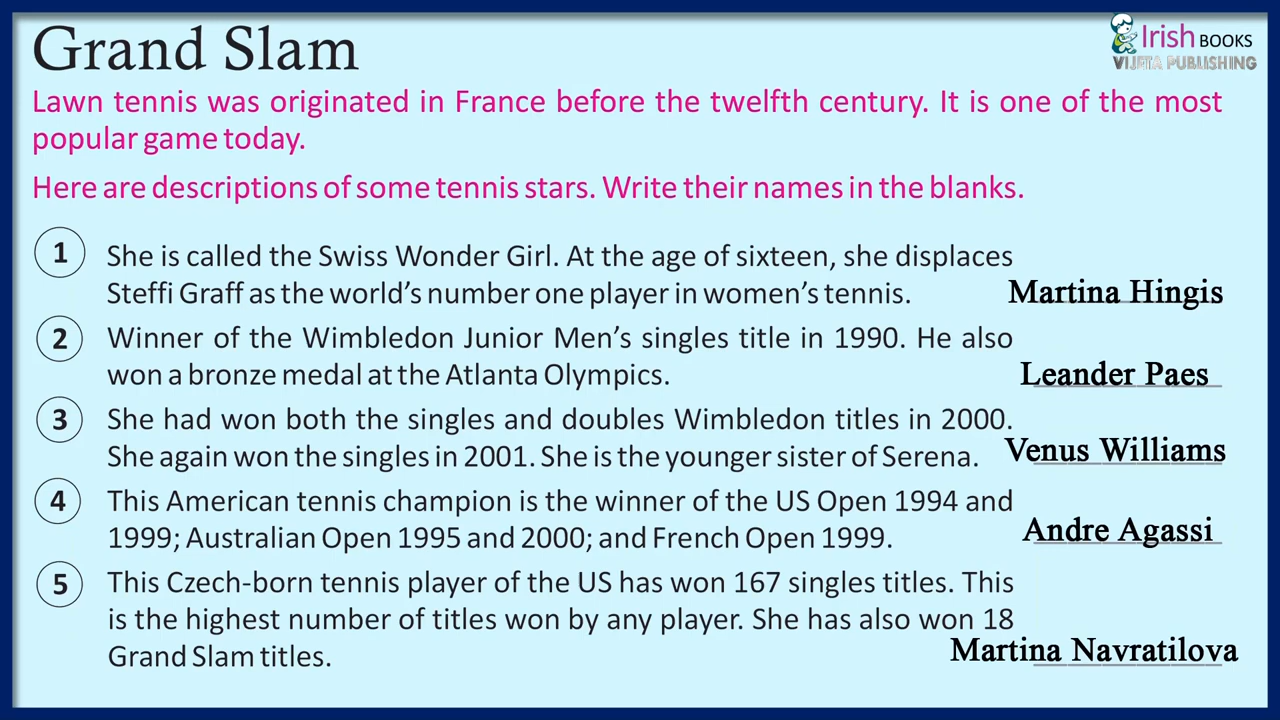 Grand Slam
Irish BOOKS
VIJETA PUBLISHING
Lawn tennis was originated in France before the twelfth century. It is one of the most
popular game today.
Here are descriptions of some tennis stars. Write their names in the blanks.
1 She is called the Swiss Wonder Girl. At the age of sixteen, she displaces
Steffi Graff as the world's number one player in women's tennis. Martina Hingis
2 Winner of the Wimbledon Junior Men's singles title in 1990. He also
won a bronze medal at the Atlanta Olympics. Leander Paes
3 She had won both the singles and doubles Wimbledon titles in 2000.
She again won the singles in 2001. She is the younger sister of Serena. Venus Williams
4 This American tennis champion is the winner of the US Open 1994 and
1999; Australian Open 1995 and 2000; and French Open 1999. Andre Agassi
5 This Czech-born tennis player of the US has won 167 singles titles. This
is the highest number of titles won by any player. She has also won 18
Grand Slam titles. Martina Navratilova